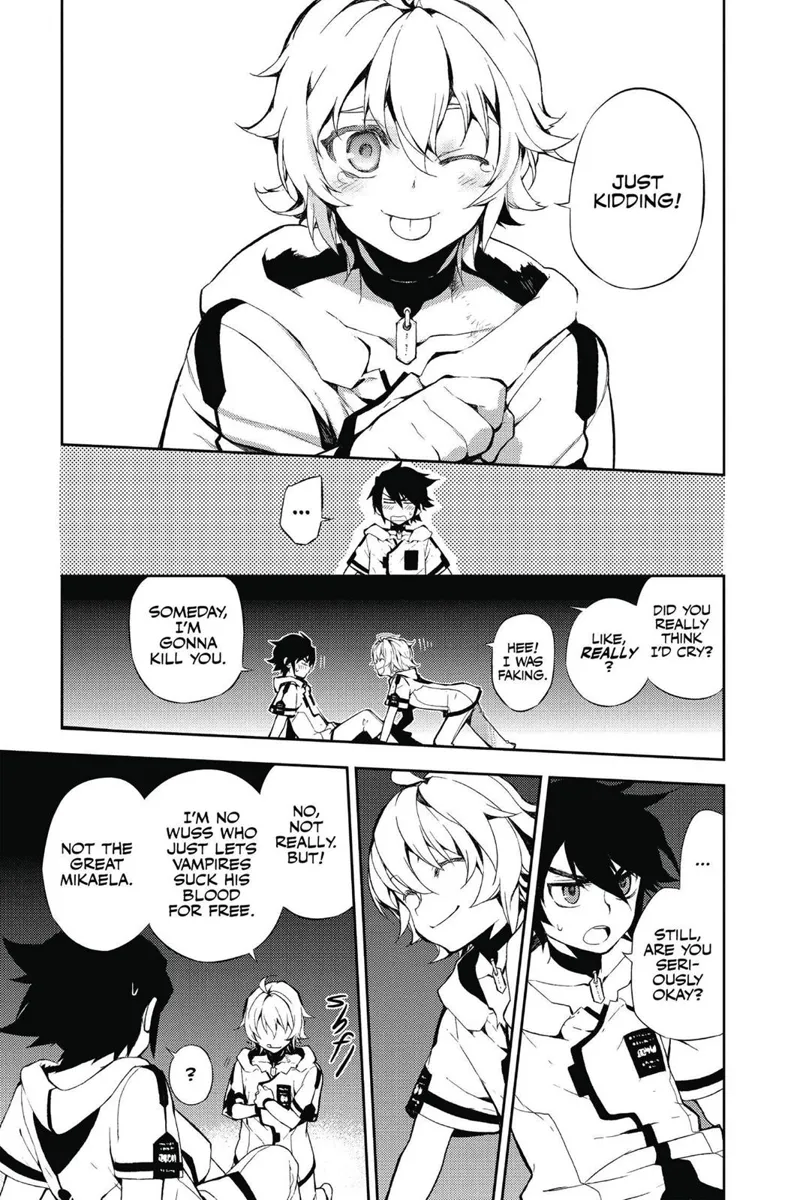 JUST
KIDDING!
...
DID YOU
REALLY
THINK
I'D CRY?
LIKE,
REALLY
?
HEE!
I WAS
FAKING.
SOMEDAY,
I'M
GONNA
KILL YOU.
...
STILL,
ARE YOU
SERI-
OUSLY
OKAY?
NO,
NOT
REALLY.
BUT!
I'M NO
WUSS WHO
JUST LETS
VAMPIRES
SUCK HIS
BLOOD
FOR FREE.
NOT THE
GREAT
MIKAELA.
?